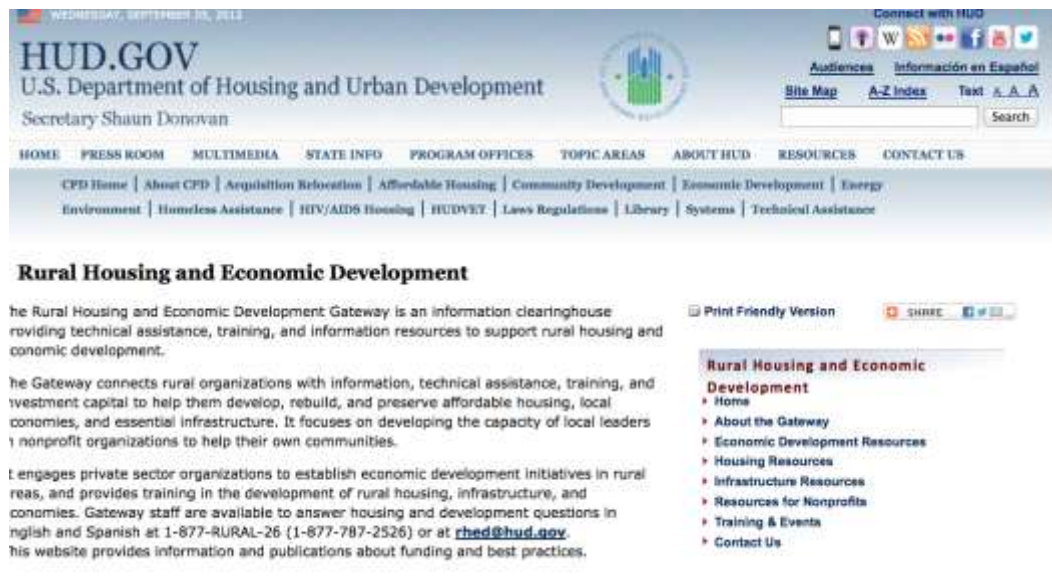 WEDNESDAY, SEPTEMBER 05, 2012
Connect with HUD
HUD.GOV
U.S. Department of Housing and Urban Development
Secretary Shaun Donovan
Audiences Información en Español
Site Map A-Z Index Text A A A
Search
HOME PRESS ROOM MULTIMEDIA STATE INFO PROGRAM OFFICES TOPIC AREAS ABOUT HUD RESOURCES CONTACT US
CPD Home | About CPD | Acquisition Relocation | Affordable Housing | Community Development | Economic Development | Energy
Environment | Homeless Assistance | HIV/AIDS Housing | HUDVET | Laws Regulations | Library | Systems | Technical Assistance
Rural Housing and Economic Development
he Rural Housing and Economic Development Gateway is an information clearinghouse
roviding technical assistance, training, and information resources to support rural housing and
conomic development.
he Gateway connects rural organizations with information, technical assistance, training, and
nvestment capital to help them develop, rebuild, and preserve affordable housing, local
conomies, and essential infrastructure. It focuses on developing the capacity of local leaders
nonprofit organizations to help their own communities.
t engages private sector organizations to establish economic development initiatives in rural
reas, and provides training in the development of rural housing, infrastructure, and
conomies. Gateway staff are available to answer housing and development questions in
nglish and Spanish at 1-877-RURAL-26 (1-877-787-2526) or at rhed@hud.gov.
his website provides information and publications about funding and best practices.
Print Friendly Version SHARE
Rural Housing and Economic
Development
Home
About the Gateway
Economic Development Resources
Housing Resources
Infrastructure Resources
Resources for Nonprofits
Training & Events
Contact Us